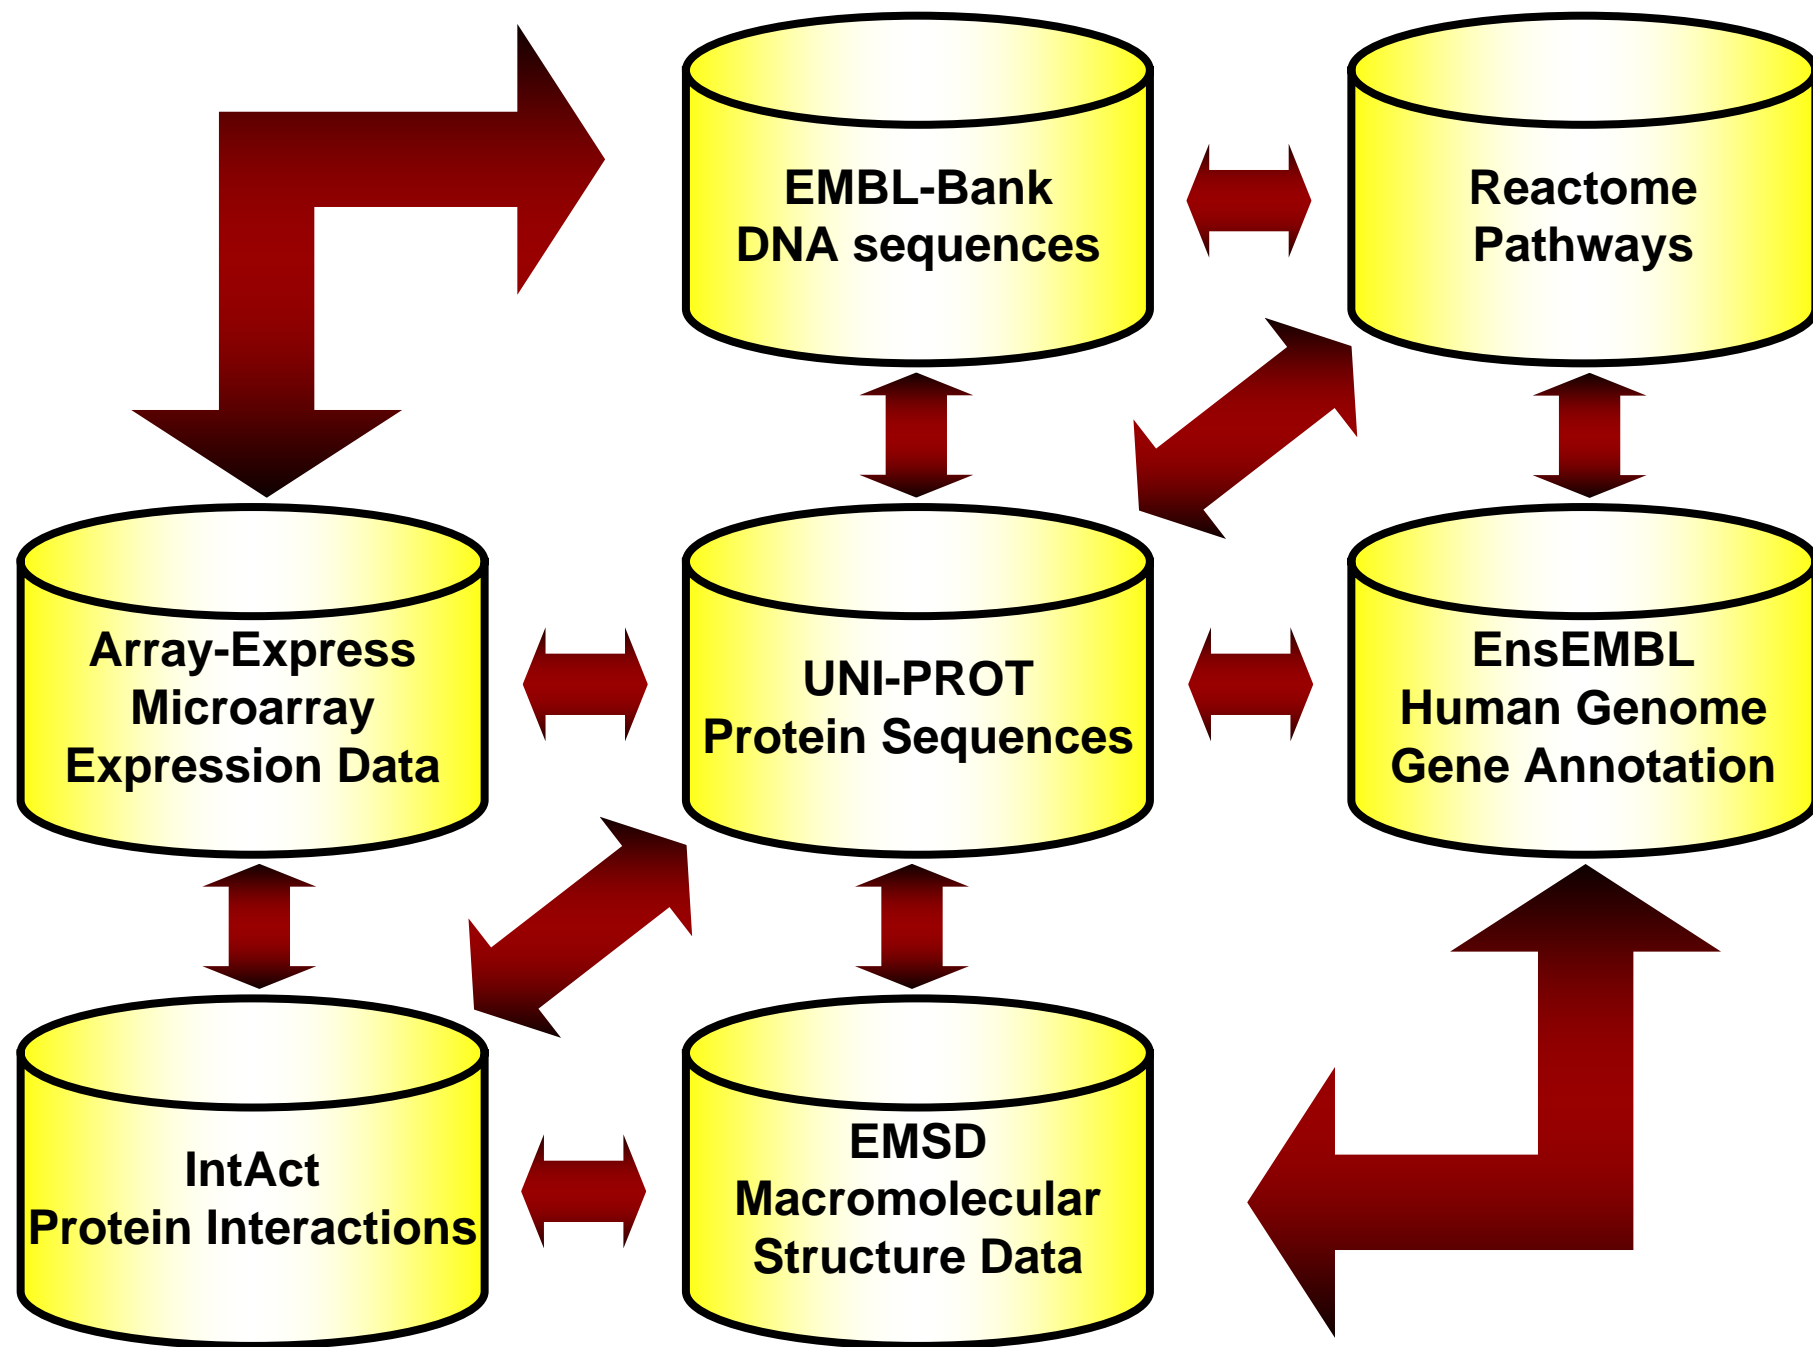 EMBL-Bank
DNA sequences
Reactome
Pathways
Array-Express
Microarray
Expression Data
UNI-PROT
Protein Sequences
EnsEMBL
Human Genome
Gene Annotation
IntAct
Protein Interactions
EMSD
Macromolecular
Structure Data